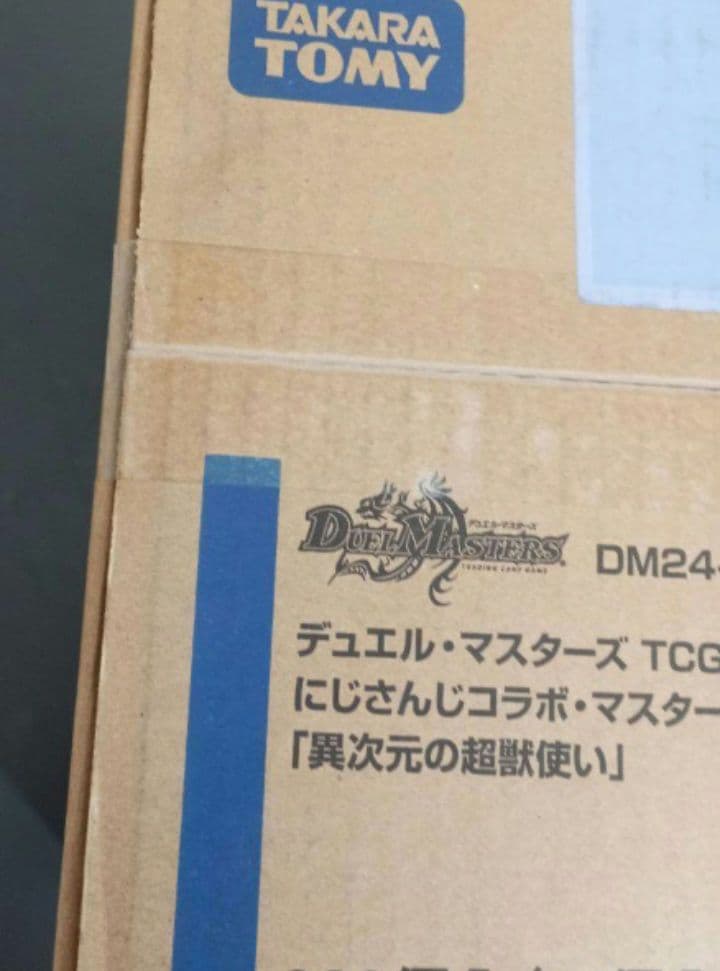 TAKARA
TOMY
デュエル・マスターズ
DUEL MASTERS
TRADING CARD GAME
DM24-
デュエル・マスターズ TCG
にじさんじコラボ・マスター
「異次元の超獣使い」